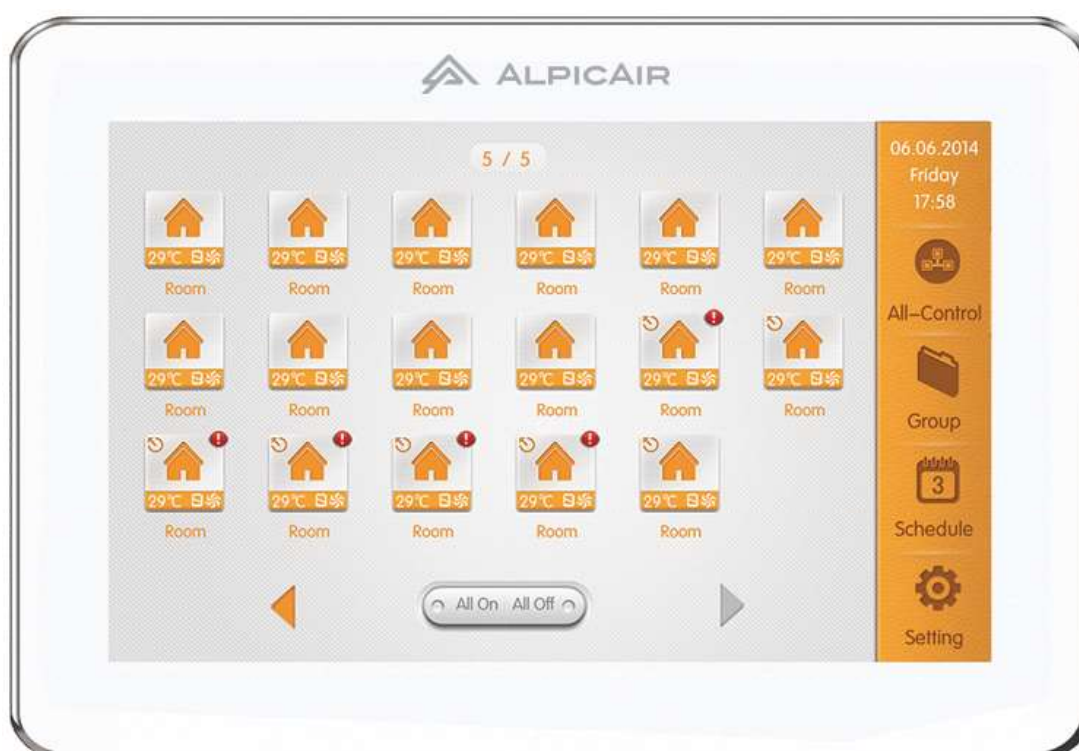 ALPICAIR
5 / 5
06.06.2014
Friday
17:58
29℃ 29℃ 29℃ 29℃ 29℃ 29℃
Room Room Room Room Room Room
All-Control
29℃ 29℃ 29℃ 29℃ 29℃ 29℃
Room Room Room Room Room Room
Group
29℃ 29℃ 29℃ 29℃ 29℃
Room Room Room Room Room
3
Schedule
All On All Off
Setting